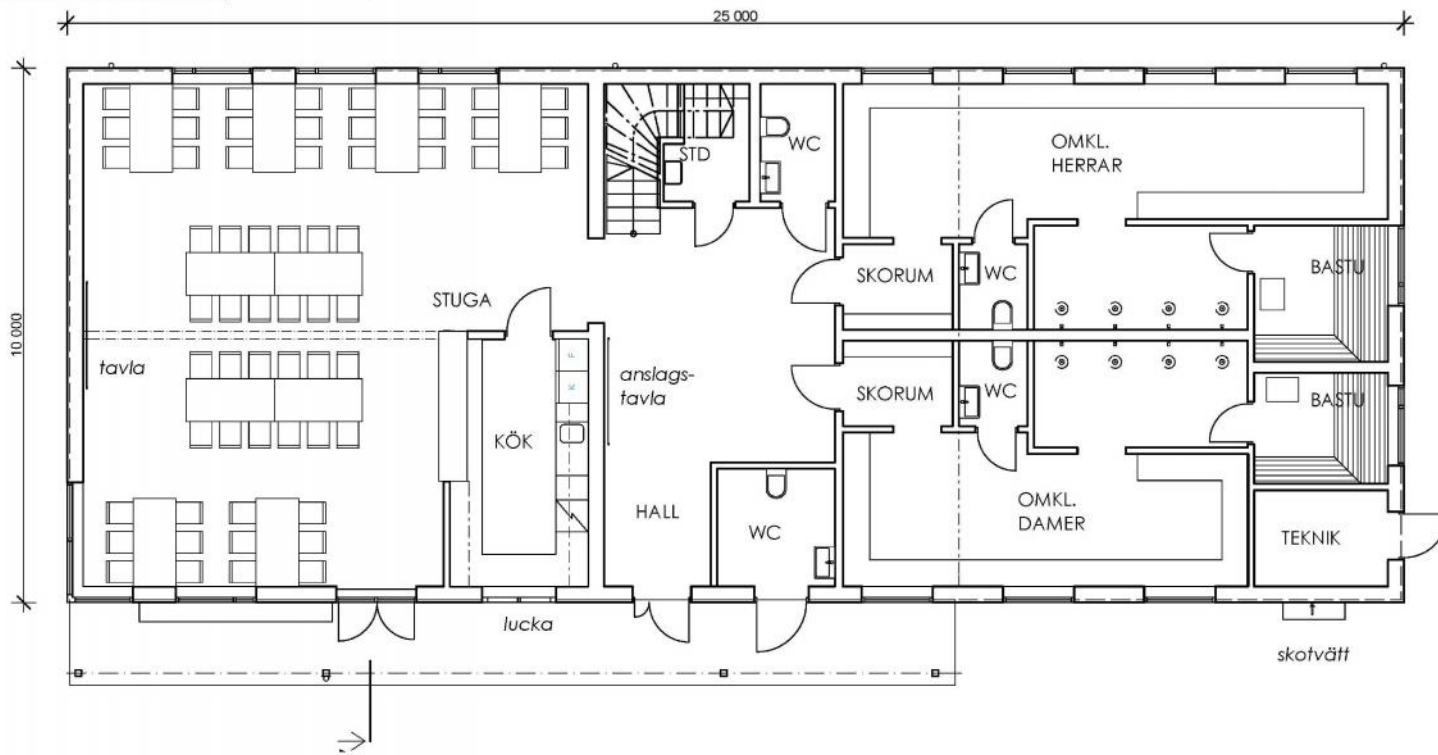 25 000
10 000
STD
WC
OMKL.
HERRAR
STUGA
SKORUM
WC
BASTU
tavla
anslags-
tavla
F
K
SKORUM
WC
BASTU
KÖK
HALL
WC
OMKL.
DAMER
TEKNIK
lucka
skotvätt